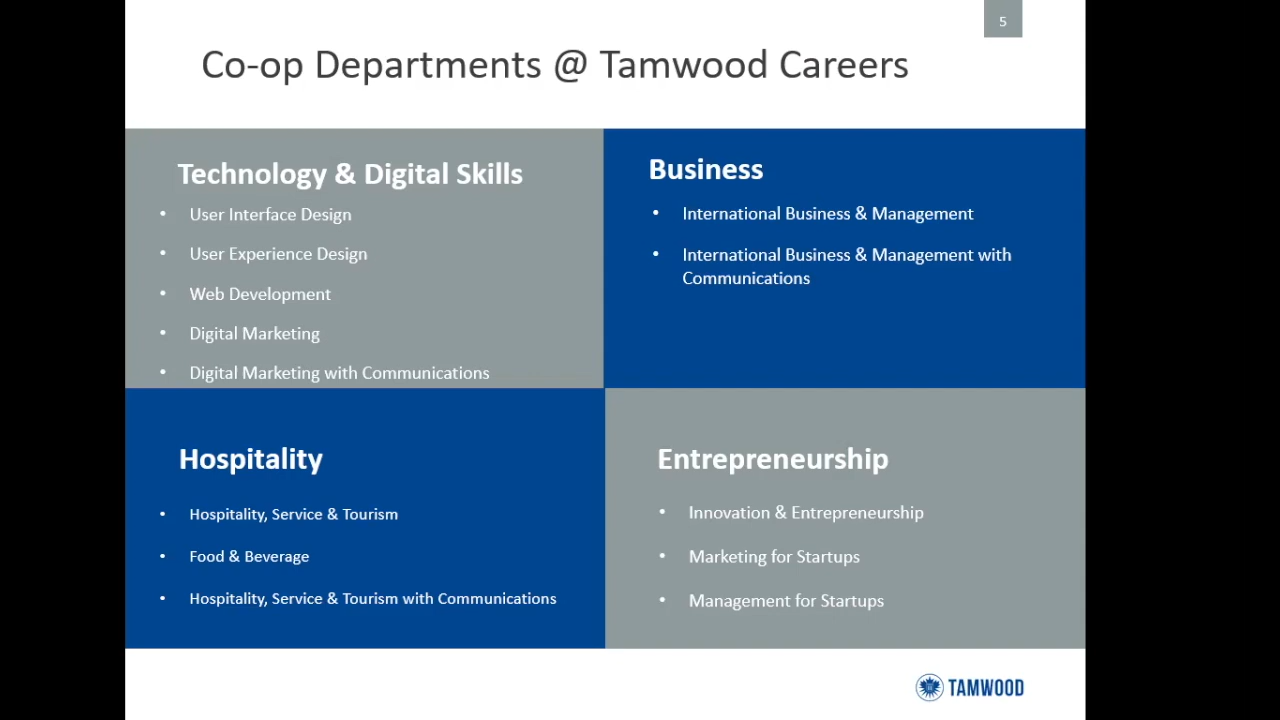 5
Co-op Departments @ Tamwood Careers
Technology & Digital Skills
• User Interface Design
• User Experience Design
• Web Development
• Digital Marketing
• Digital Marketing with Communications
Business
• International Business & Management
• International Business & Management with
Communications
Hospitality
• Hospitality, Service & Tourism
• Food & Beverage
• Hospitality, Service & Tourism with Communications
Entrepreneurship
• Innovation & Entrepreneurship
• Marketing for Startups
• Management for Startups
TAMWOOD